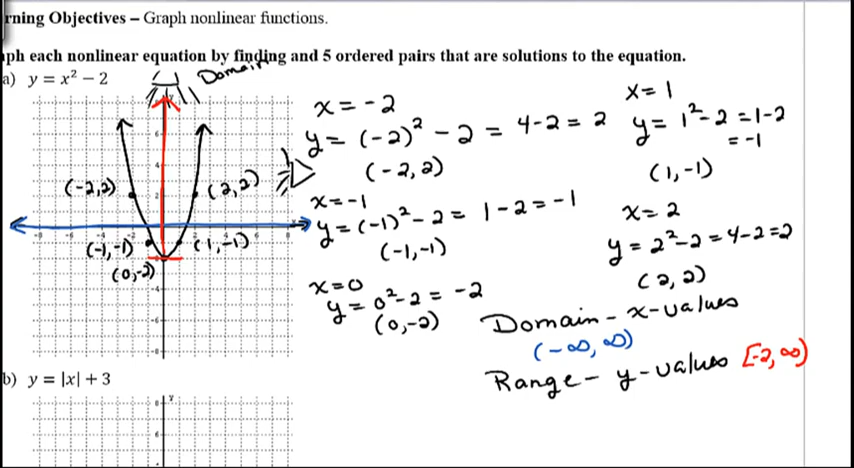 rning Objectives – Graph nonlinear functions.
aph each nonlinear equation by finding and 5 ordered pairs that are solutions to the equation.
a) y = x² − 2
Domain
(-2,2)
(2,2)
(-1,-1)
(1,-1)
(0,-2)
x = -2
y = (-2)² - 2 = 4-2 = 2
(-2,2)
x = -1
y = (-1)² - 2 = 1-2 = -1
(-1,-1)
x = 0
y = 0² - 2 = -2
(0,-2)
x = 1
y = 1² - 2 = 1-2
= -1
(1,-1)
x = 2
y = 2² - 2 = 4-2 = 2
(2,2)
Domain - x-values
(-∞, ∞)
Range - y-values [-2, ∞)
b) y = |x| + 3
y
8
6